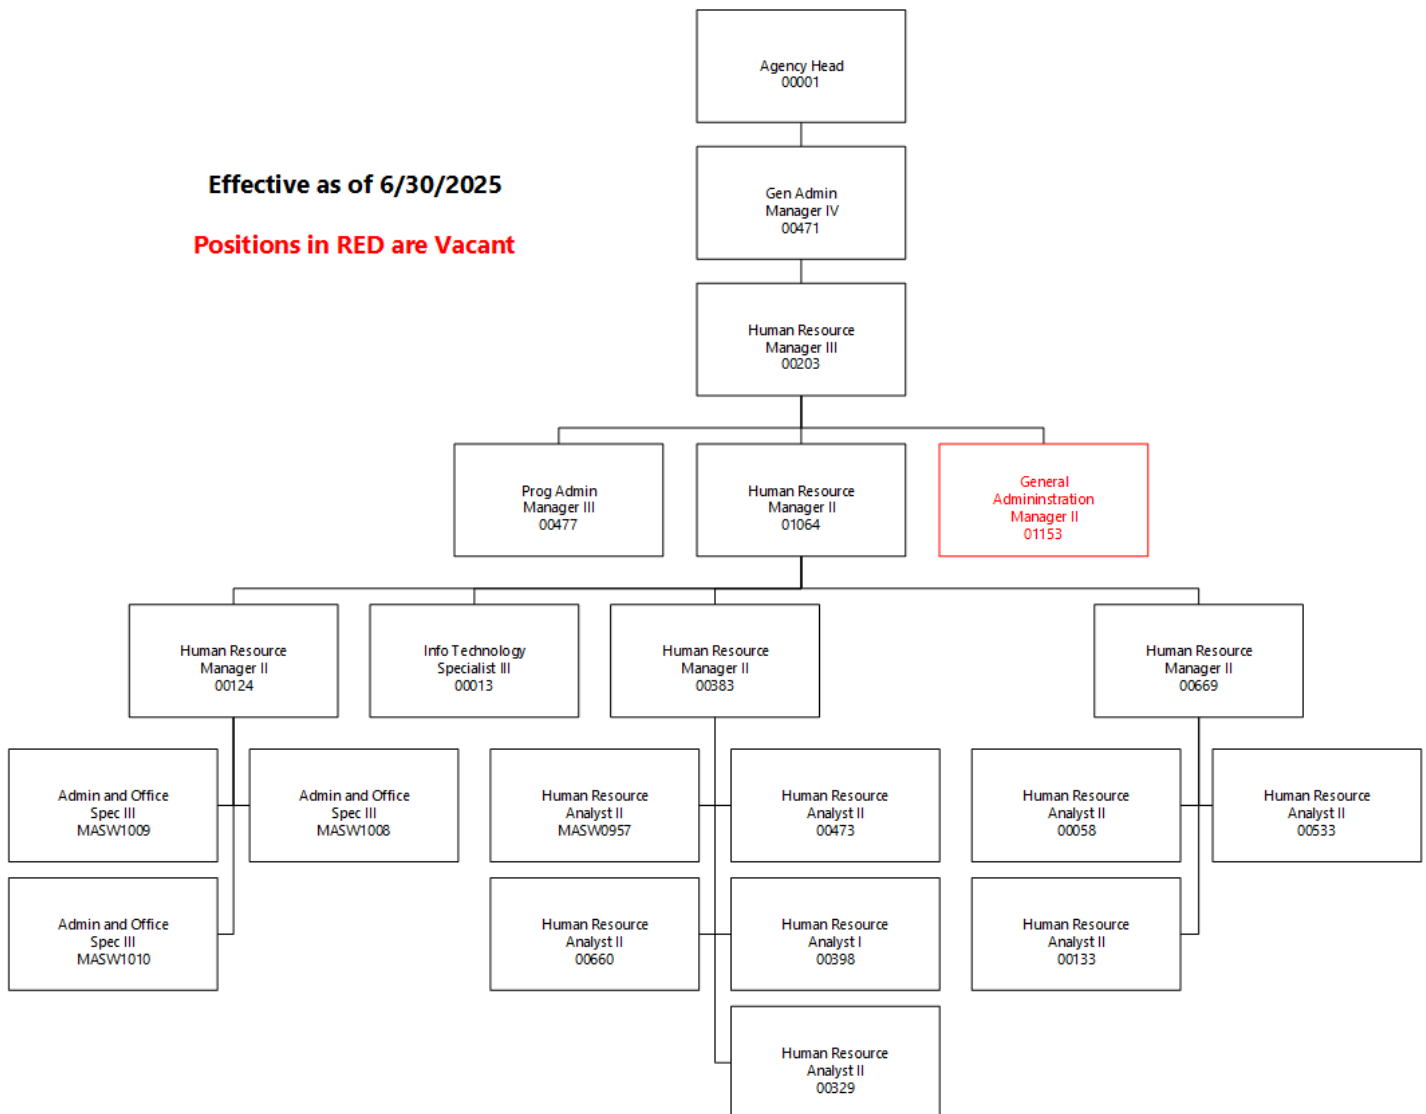 Agency Head
00001
Effective as of 6/30/2025
Positions in RED are Vacant
Gen Admin
Manager IV
00471
Human Resource
Manager III
00203
Prog Admin
Manager III
00477
Human Resource
Manager II
01064
General
Admininstration
Manager II
01153
Human Resource
Manager II
00124
Info Technology
Specialist III
00013
Human Resource
Manager II
00383
Human Resource
Manager II
00669
Admin and Office
Spec III
MASW1009
Admin and Office
Spec III
MASW1008
Human Resource
Analyst II
MASW0957
Human Resource
Analyst II
00473
Human Resource
Analyst II
00058
Human Resource
Analyst II
00533
Admin and Office
Spec III
MASW1010
Human Resource
Analyst II
00660
Human Resource
Analyst I
00398
Human Resource
Analyst II
00133
Human Resource
Analyst II
00329